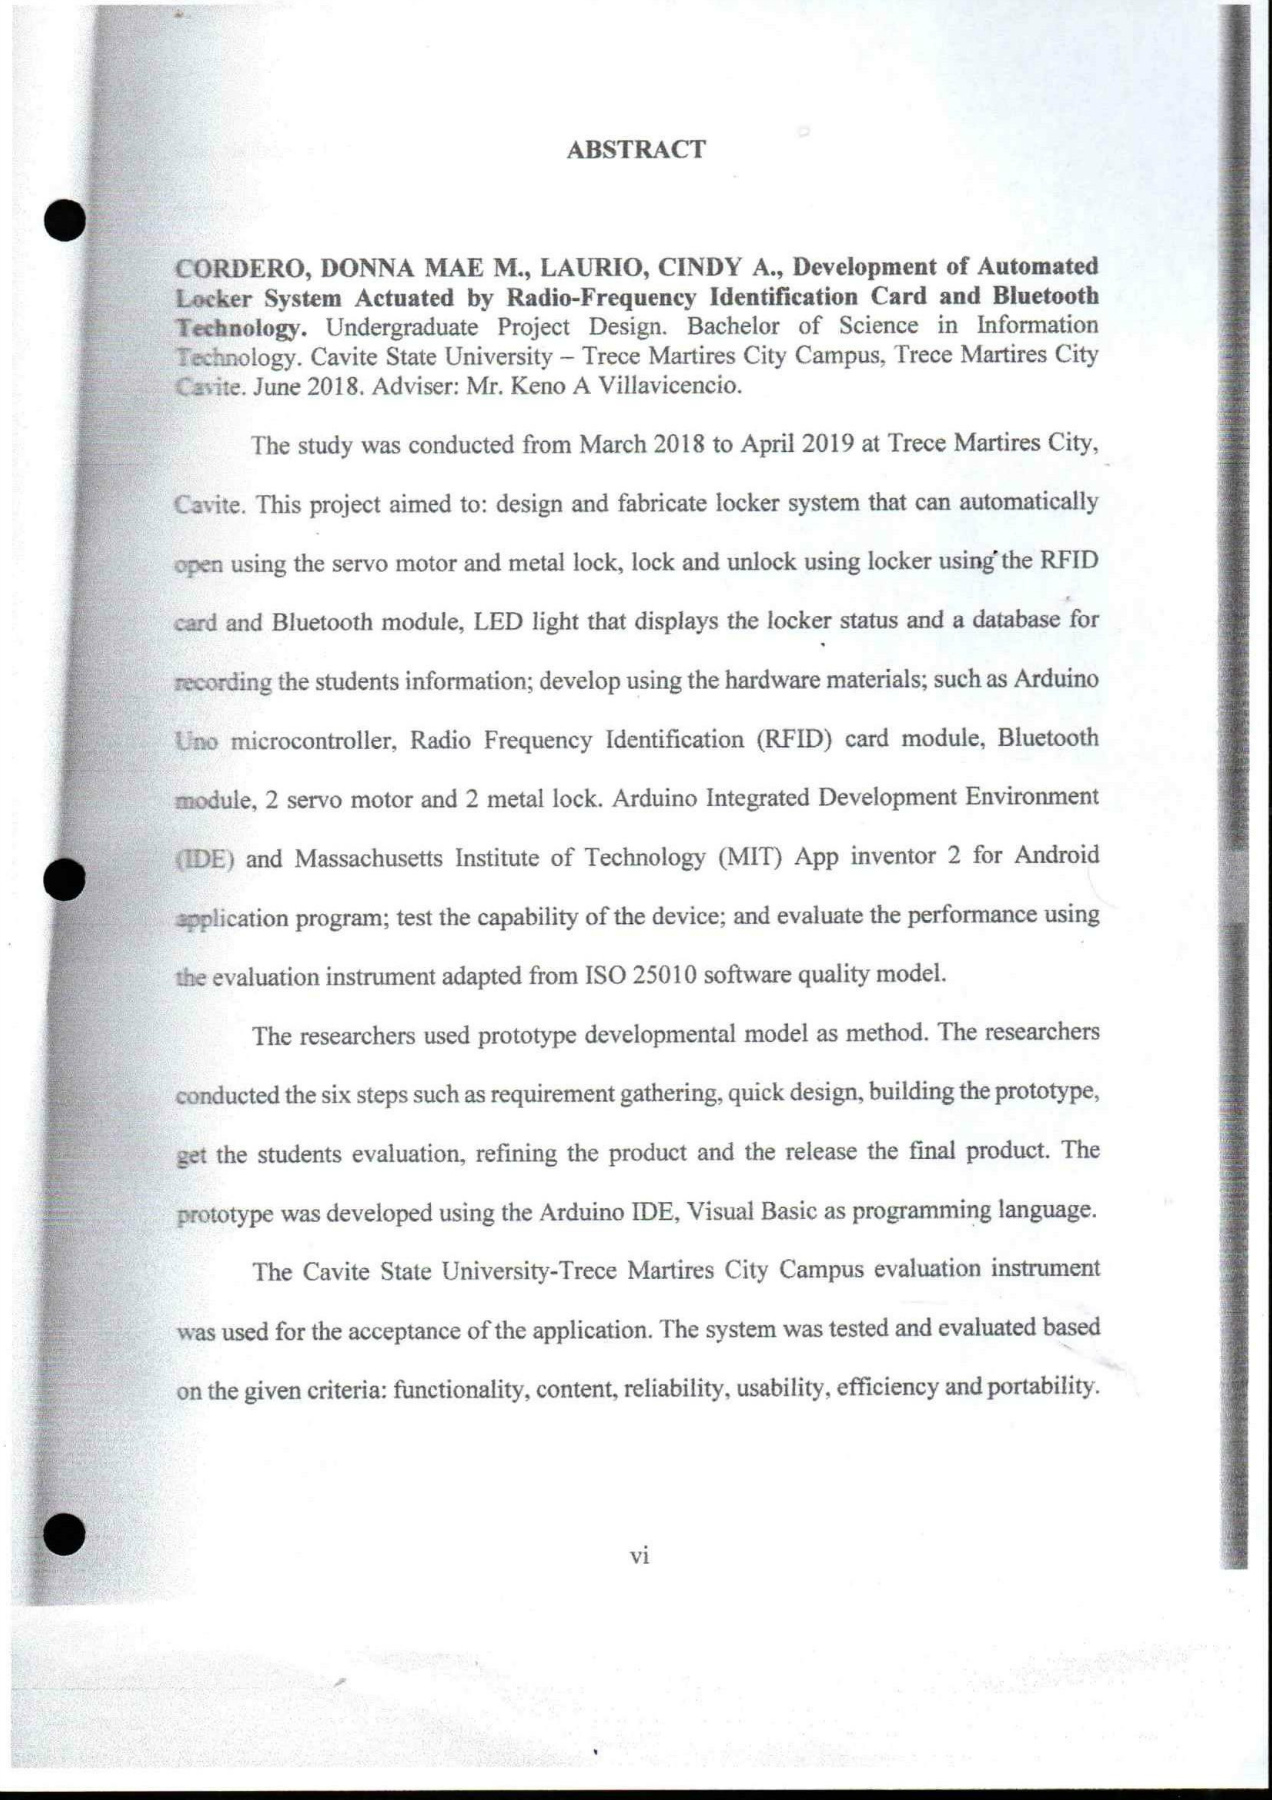 ABSTRACT
CORDERO, DONNA MAE M., LAURIO, CINDY A., Development of Automated
Locker System Actuated by Radio-Frequency Identification Card and Bluetooth
Technology. Undergraduate Project Design. Bachelor of Science in Information
Technology. Cavite State University – Trece Martires City Campus, Trece Martires City
Cavite. June 2018. Adviser: Mr. Keno A Villavicencio.
The study was conducted from March 2018 to April 2019 at Trece Martires City,
Cavite. This project aimed to: design and fabricate locker system that can automatically
open using the servo motor and metal lock, lock and unlock using locker using the RFID
card and Bluetooth module, LED light that displays the locker status and a database for
recording the students information; develop using the hardware materials; such as Arduino
Uno microcontroller, Radio Frequency Identification (RFID) card module, Bluetooth
module, 2 servo motor and 2 metal lock. Arduino Integrated Development Environment
(IDE) and Massachusetts Institute of Technology (MIT) App inventor 2 for Android
application program; test the capability of the device; and evaluate the performance using
the evaluation instrument adapted from ISO 25010 software quality model.
The researchers used prototype developmental model as method. The researchers
conducted the six steps such as requirement gathering, quick design, building the prototype,
get the students evaluation, refining the product and the release the final product. The
prototype was developed using the Arduino IDE, Visual Basic as programming language.
The Cavite State University-Trece Martires City Campus evaluation instrument
was used for the acceptance of the application. The system was tested and evaluated based
on the given criteria: functionality, content, reliability, usability, efficiency and portability.
vi